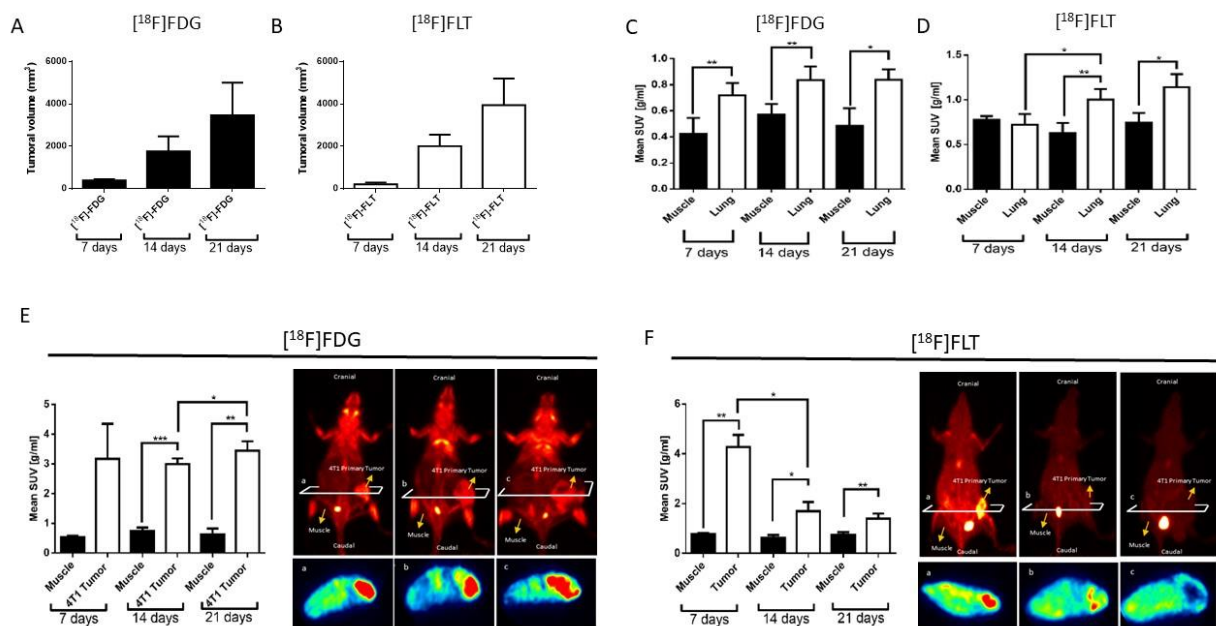 [18F]FDG
A
Tumoral volume (mm3)
6000
4000
2000
0
[18F]-FDG
[18F]-FDG
[18F]-FDG
7 days
14 days
21 days
[18F]FLT
B
Tumoral volume (mm3)
6000
4000
2000
0
[18F]-FLT
[18F]-FLT
[18F]-FLT
7 days
14 days
21 days
[18F]FDG
C
Mean SUV [g/ml]
1.0
0.8
0.6
0.4
0.2
0.0
**
**
*
Muscle
Lung
Muscle
Lung
Muscle
Lung
7 days
14 days
21 days
[18F]FLT
D
Mean SUV [g/ml]
1.5
1.0
0.5
0.0
*
**
*
Muscle
Lung
Muscle
Lung
Muscle
Lung
7 days
14 days
21 days
E
[18F]FDG
Mean SUV [g/ml]
5
4
3
2
1
0
*
***
**
Muscle
4T1 Tumor
Muscle
4T1 Tumor
Muscle
4T1 Tumor
7 days
14 days
21 days
Cranial
Cranial
Cranial
4T1 Primary Tumor
4T1 Primary Tumor
4T1 Primary Tumor
a
b
c
Muscle
Muscle
Muscle
Caudal
Caudal
Caudal
a
b
c
F
[18F]FLT
Mean SUV [g/ml]
6
4
2
0
**
*
*
**
Muscle
Tumor
Muscle
Tumor
Muscle
Tumor
7 days
14 days
21 days
Cranial
Cranial
Cranial
4T1 Primary Tumor
4T1 Primary Tumor
4T1 Primary Tumor
a
b
c
Muscle
Muscle
Muscle
Caudal
Caudal
Caudal
a
b
c